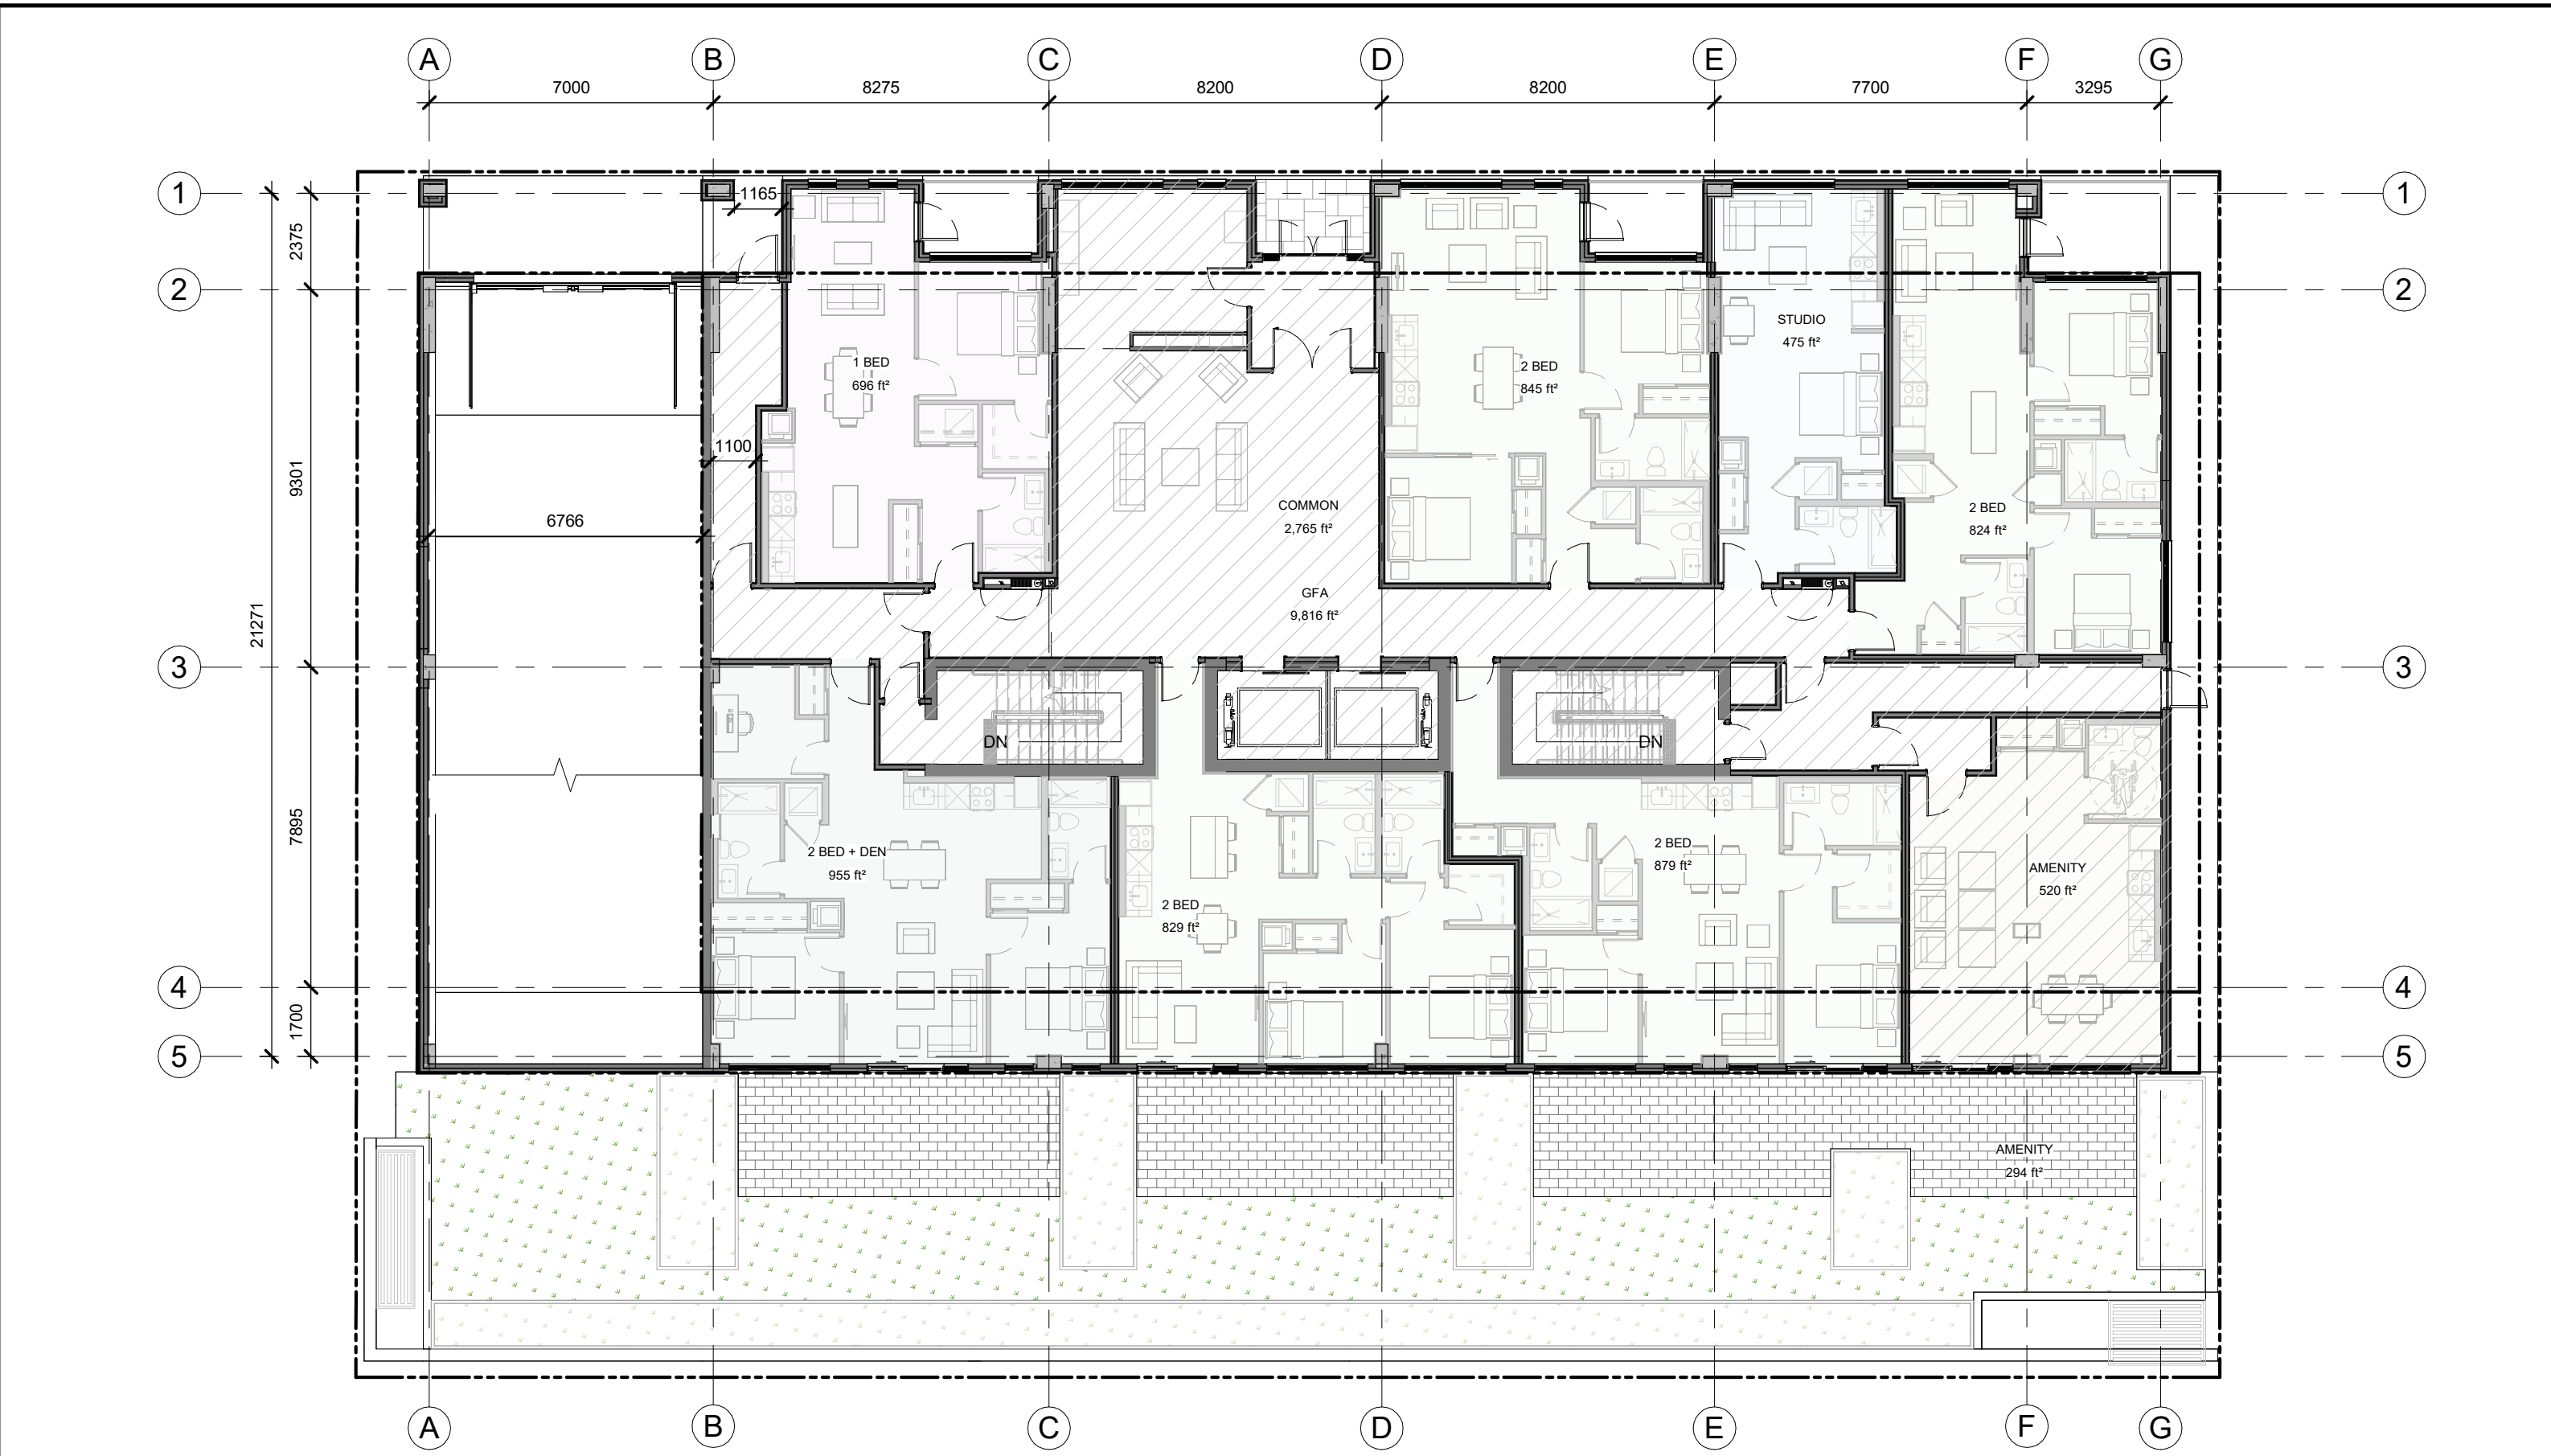 A B C D E F G
7000 8275 8200 8200 7700 3295
1 1165 1
2375
2 2
STUDIO
475 ft²
1 BED
696 ft²
2 BED
845 ft²
1100
9301
6766
COMMON
2,765 ft²
2 BED
824 ft²
GFA
9,816 ft²
21271
3 3
DN DN
7895
2 BED + DEN
955 ft²
2 BED
879 ft²
AMENITY
520 ft²
2 BED
829 ft²
4 4
1700
5 5
AMENITY
294 ft²
A B C D E F G